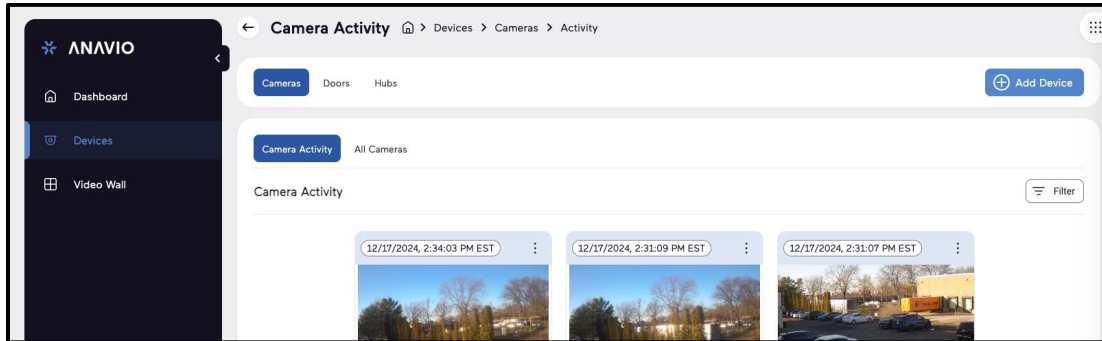 Camera Activity > Devices > Cameras > Activity
ANAVIO
Cameras Doors Hubs
Add Device
Dashboard
Devices
Camera Activity All Cameras
Video Wall
Camera Activity
Filter
12/17/2024, 2:34:03 PM EST
12/17/2024, 2:31:09 PM EST
12/17/2024, 2:31:07 PM EST